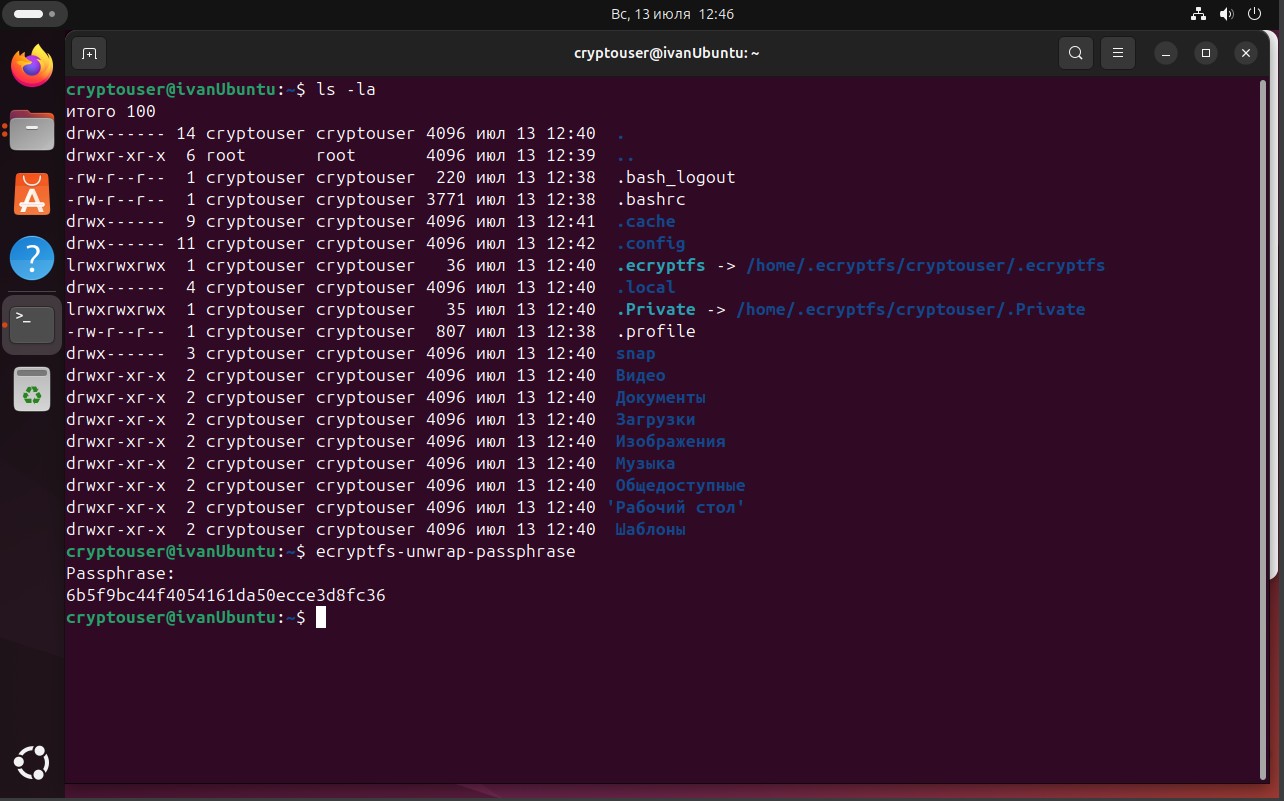 Вс, 13 июля 12:46
cryptouser@ivanUbuntu: ~
cryptouser@ivanUbuntu:~$ ls -la
итого 100
drwx------ 14 cryptouser cryptouser 4096 июл 13 12:40 .
drwxr-xr-x 6 root root 4096 июл 13 12:39 ..
-rw-r--r-- 1 cryptouser cryptouser 220 июл 13 12:38 .bash_logout
-rw-r--r-- 1 cryptouser cryptouser 3771 июл 13 12:38 .bashrc
drwx------ 9 cryptouser cryptouser 4096 июл 13 12:41 .cache
drwx------ 11 cryptouser cryptouser 4096 июл 13 12:42 .config
lrwxrwxrwx 1 cryptouser cryptouser 36 июл 13 12:40 .ecryptfs -> /home/.ecryptfs/cryptouser/.ecryptfs
drwx------ 4 cryptouser cryptouser 4096 июл 13 12:40 .local
lrwxrwxrwx 1 cryptouser cryptouser 35 июл 13 12:40 .Private -> /home/.ecryptfs/cryptouser/.Private
-rw-r--r-- 1 cryptouser cryptouser 807 июл 13 12:38 .profile
drwx------ 3 cryptouser cryptouser 4096 июл 13 12:40 snap
drwxr-xr-x 2 cryptouser cryptouser 4096 июл 13 12:40 Видео
drwxr-xr-x 2 cryptouser cryptouser 4096 июл 13 12:40 Документы
drwxr-xr-x 2 cryptouser cryptouser 4096 июл 13 12:40 Загрузки
drwxr-xr-x 2 cryptouser cryptouser 4096 июл 13 12:40 Изображения
drwxr-xr-x 2 cryptouser cryptouser 4096 июл 13 12:40 Музыка
drwxr-xr-x 2 cryptouser cryptouser 4096 июл 13 12:40 Общедоступные
drwxr-xr-x 2 cryptouser cryptouser 4096 июл 13 12:40 'Рабочий стол'
drwxr-xr-x 2 cryptouser cryptouser 4096 июл 13 12:40 Шаблоны
cryptouser@ivanUbuntu:~$ ecryptfs-unwrap-passphrase
Passphrase:
6b5f9bc44f4054161da50ecce3d8fc36
cryptouser@ivanUbuntu:~$